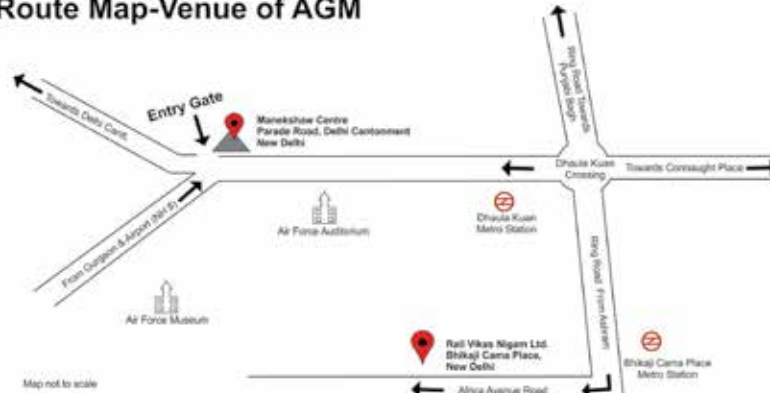 Route Map-Venue of AGM
Towards Delhi Cantt.
Entry Gate
Manekshaw Centre
Parade Road, Delhi Cantonment
New Delhi
Ring Road Towards
Punjabi Bagh
Dhaula Kuan
Crossing
Towards Connaught Place
From Gurgaon & Airport (NH 8)
Air Force Auditorium
Dhaula Kuan
Metro Station
Ring Road From Ashram
Air Force Museum
Rail Vikas Nigam Ltd.
Bhikaji Cama Place,
New Delhi
Bhikaji Cama Place
Metro Station
Map not to scale
Africa Avenue Road